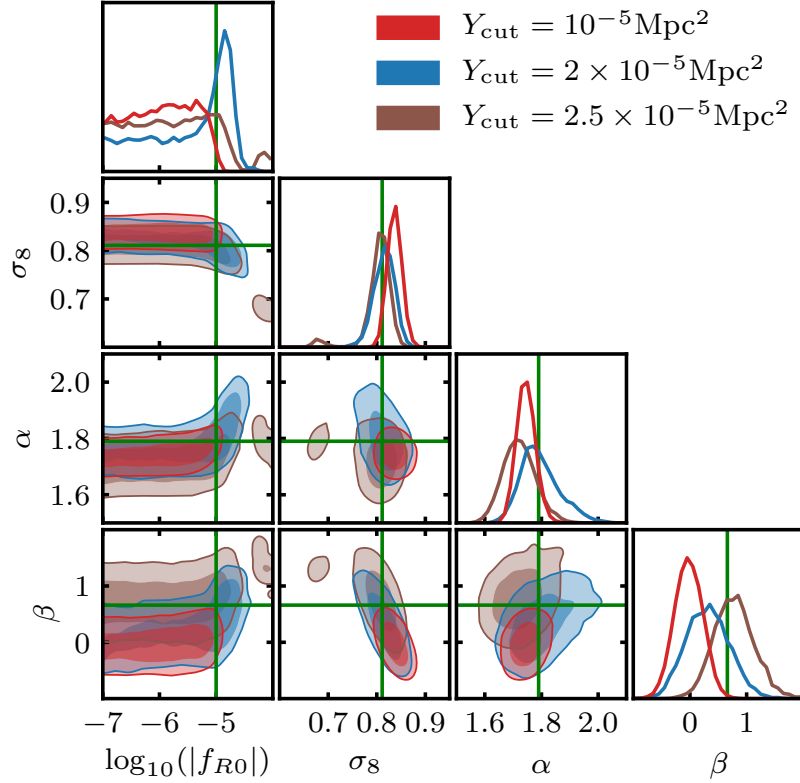 Y_cut = 10^−5 Mpc^2
Y_cut = 2 × 10^−5 Mpc^2
Y_cut = 2.5 × 10^−5 Mpc^2
0.9
0.8
0.7
σ_8
2.0
1.8
1.6
α
1
0
β
−7 −6 −5 0.7 0.8 0.9 1.6 1.8 2.0 0 1
log_10(|f_R0|) σ_8 α β